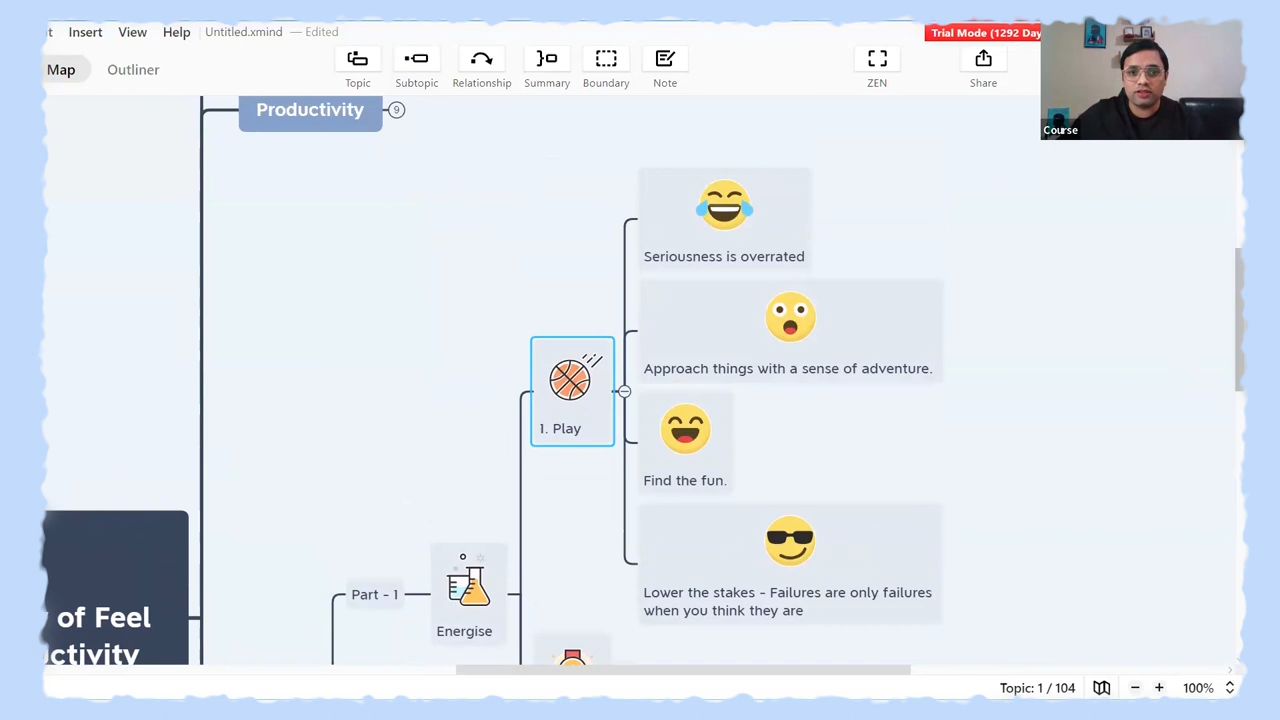 t Insert View Help Untitled.xmind — Edited
Trial Mode (1292 Day
Map Outliner
Topic Subtopic Relationship Summary Boundary Note ZEN Share
Course
Productivity 9
Seriousness is overrated
Approach things with a sense of adventure.
1. Play
Find the fun.
Lower the stakes - Failures are only failures
when you think they are
Part - 1
Energise
y of Feel
uctivity
Topic: 1 / 104
100%